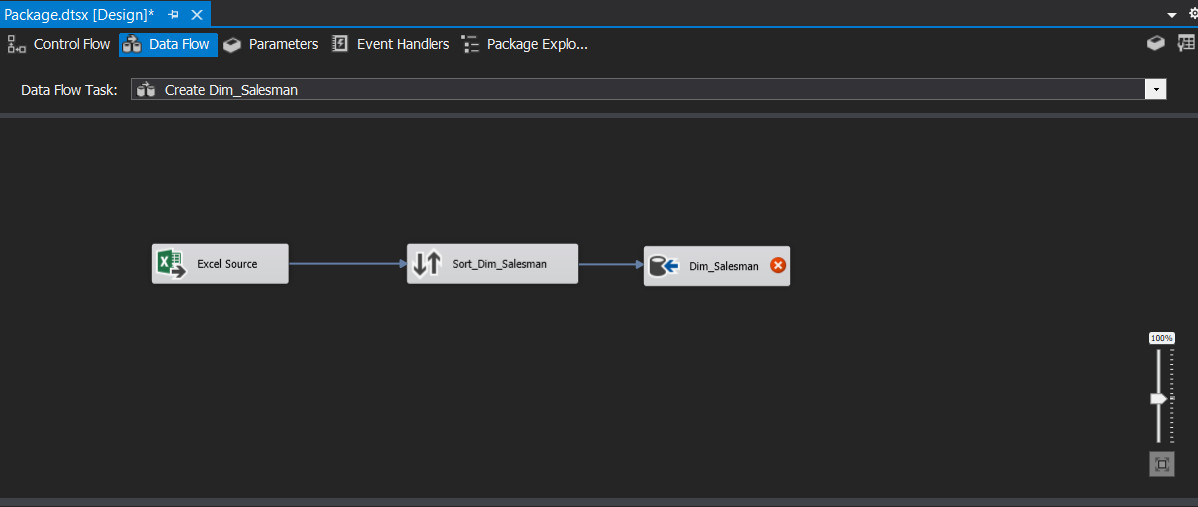 Package.dtsx [Design]*
Control Flow Data Flow Parameters Event Handlers Package Explo...
Data Flow Task: Create Dim_Salesman
Excel Source Sort_Dim_Salesman Dim_Salesman
100%